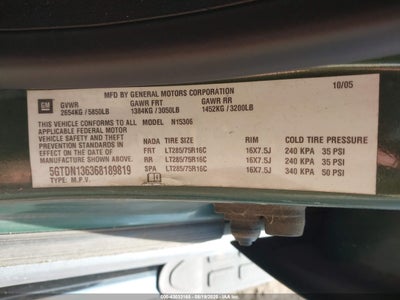 MFD BY GENERAL MOTORS CORPORATION 10/05
GM GVWR GAWR FRT GAWR RR
2654KG / 5850LB 1384KG / 3050LB 1452KG / 3200LB
THIS VEHICLE CONFORMS TO ALL MODEL N15306
APPLICABLE FEDERAL MOTOR
VEHICLE SAFETY AND THEFT
PREVENTION STANDARDS IN NADA TIRE SIZE RIM COLD TIRE PRESSURE
EFFECT ON THE DATE OF FRT LT285/75R16C 16X7.5J 240 KPA 35 PSI
MANUFACTURE SHOWN ABOVE. RR LT285/75R16C 16X7.5J 240 KPA 35 PSI
5GTDN136368189819 SPA LT285/75R16C 16X7.5J 340 KPA 50 PSI
TYPE: M.P.V.